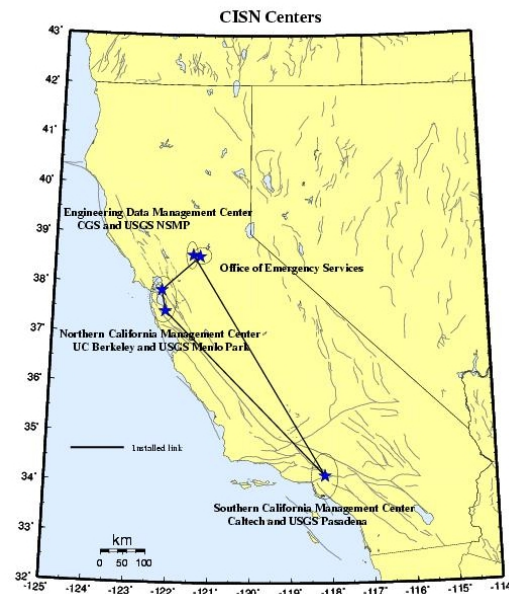 CISN Centers
43°
42°
41°
40°
39°
Engineering Data Management Center
CGS and USGS NSMP
Office of Emergency Services
38°
37°
Northern California Management Center
UC Berkeley and USGS Menlo Park
36°
35°
Installed link
34°
Southern California Management Center
Caltech and USGS Pasadena
33°
km
0 50 100
32°
-125° -124° -123° -122° -121° -120° -119° -118° -117° -116° -115° -114°